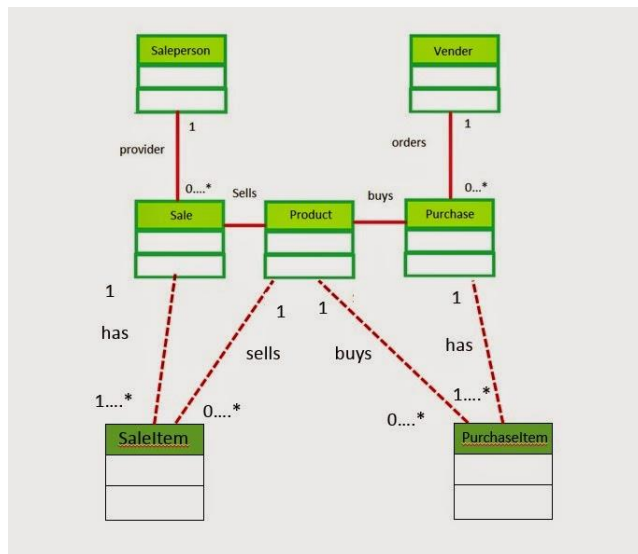 Saleperson
Vender
1
1
provider
orders
0....*
0...*
Sells
buys
Sale
Product
Purchase
1
1
1
1
has
sells
buys
has
1....*
0....*
0....*
1....*
SaleItem
PurchaseItem